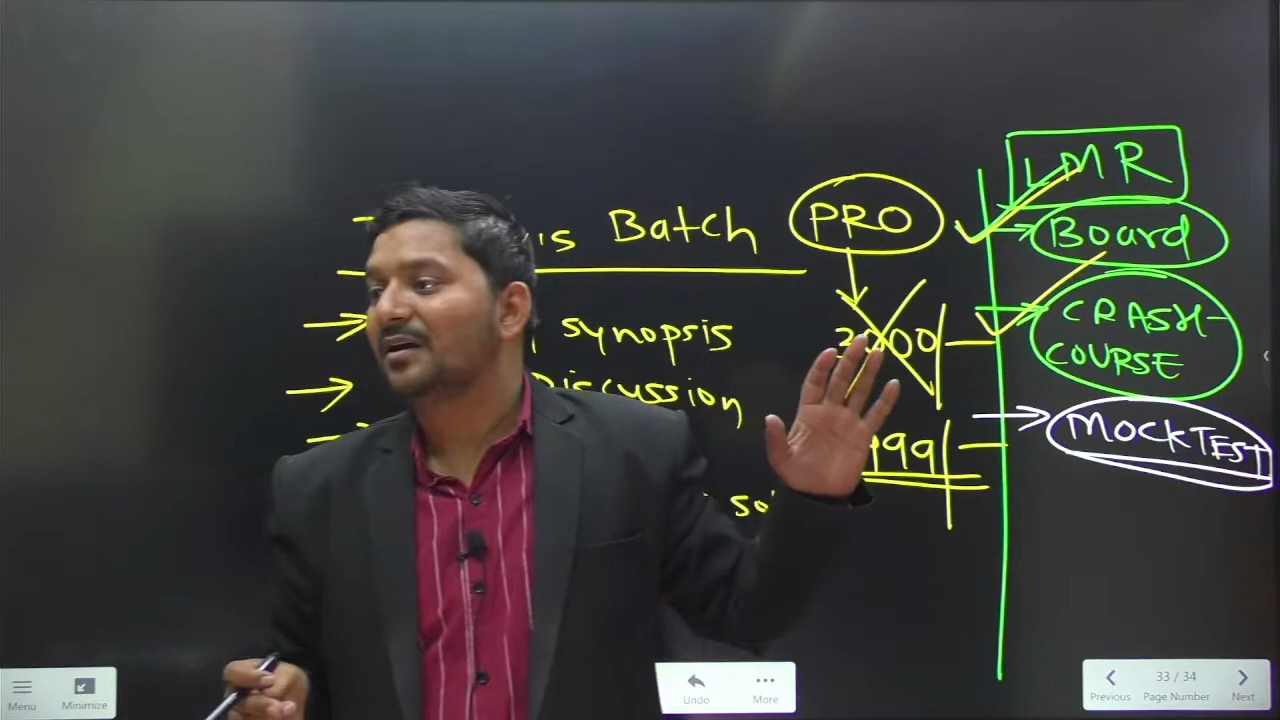 is Batch PRO
synopsis 2000
Discussion
999
LMR
Board
CRASH-
COURSE
MOCKTEST
Menu
Minimize
Undo
More
33 / 34
Previous Page Number Next